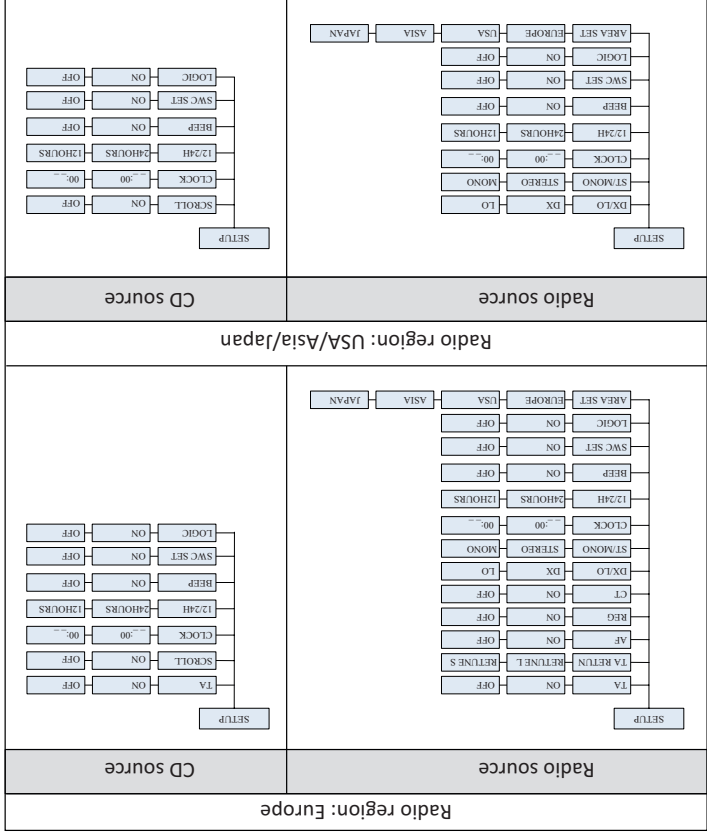 Radio region: Europe
Radio source
CD source
SETUP
TA ON OFF
TA RETUN RETUNE L RETUNE S
AF ON OFF
REG ON OFF
CT ON OFF
DX/LO DX LO
ST/MONO STEREO MONO
CLOCK _ _:00 00:_ _
12/24H 24HOURS 12HOURS
BEEP ON OFF
SWC SET ON OFF
LOGIC ON OFF
AREA SET EUROPE USA ASIA JAPAN
SETUP
TA ON OFF
SCROLL ON OFF
CLOCK _ _:00 00:_ _
12/24H 24HOURS 12HOURS
BEEP ON OFF
SWC SET ON OFF
LOGIC ON OFF
Radio region: USA/Asia/Japan
Radio source
CD source
SETUP
DX/LO DX LO
ST/MONO STEREO MONO
CLOCK _ _:00 00:_ _
12/24H 24HOURS 12HOURS
BEEP ON OFF
SWC SET ON OFF
LOGIC ON OFF
AREA SET EUROPE USA ASIA JAPAN
SETUP
SCROLL ON OFF
CLOCK _ _:00 00:_ _
12/24H 24HOURS 12HOURS
BEEP ON OFF
SWC SET ON OFF
LOGIC ON OFF